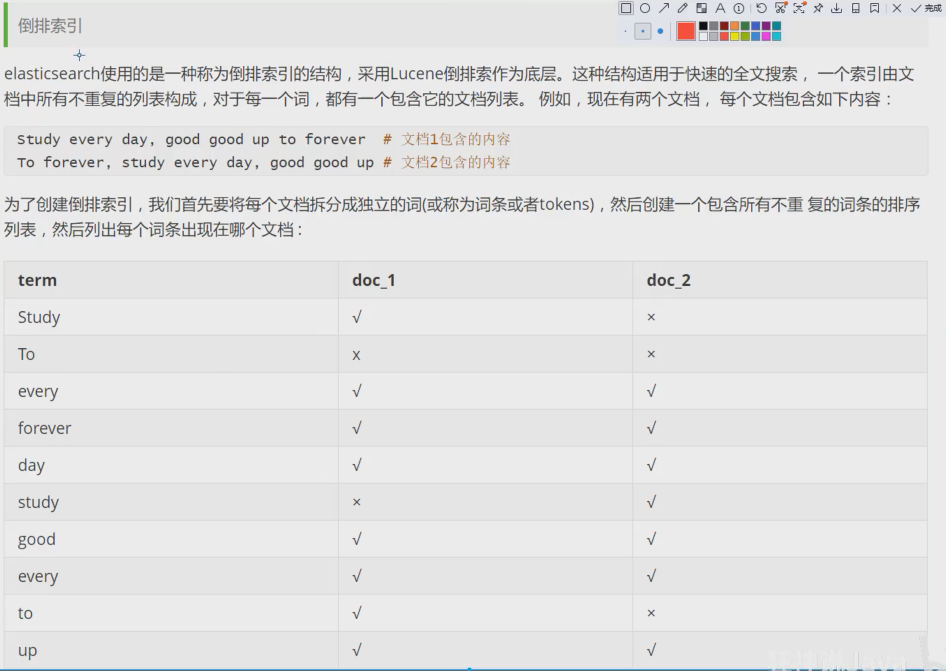 倒排索引
elasticsearch使用的是一种称为倒排索引的结构，采用Lucene倒排索作为底层。这种结构适用于快速的全文搜索， 一个索引由文
档中所有不重复的列表构成，对于每一个词，都有一个包含它的文档列表。 例如，现在有两个文档， 每个文档包含如下内容：
Study every day, good good up to forever  # 文档1包含的内容
To forever, study every day, good good up # 文档2包含的内容
为了创建倒排索引，我们首先要将每个文档拆分成独立的词(或称为词条或者tokens)，然后创建一个包含所有不重 复的词条的排序
列表，然后列出每个词条出现在哪个文档：
term doc_1 doc_2
Study √ ×
To x ×
every √ √
forever √ √
day √ √
study × √
good √ √
every √ √
to √ ×
up √ √
完成